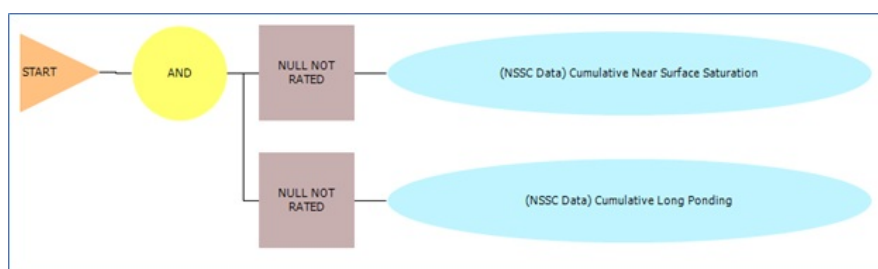 START
AND
NULL NOT
RATED
(NSSC Data) Cumulative Near Surface Saturation
NULL NOT
RATED
(NSSC Data) Cumulative Long Ponding